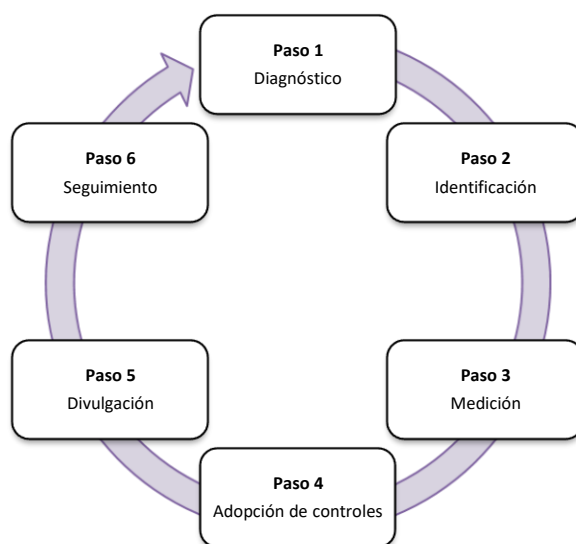 Paso 1
Diagnóstico
Paso 2
Identificación
Paso 3
Medición
Paso 4
Adopción de controles
Paso 5
Divulgación
Paso 6
Seguimiento